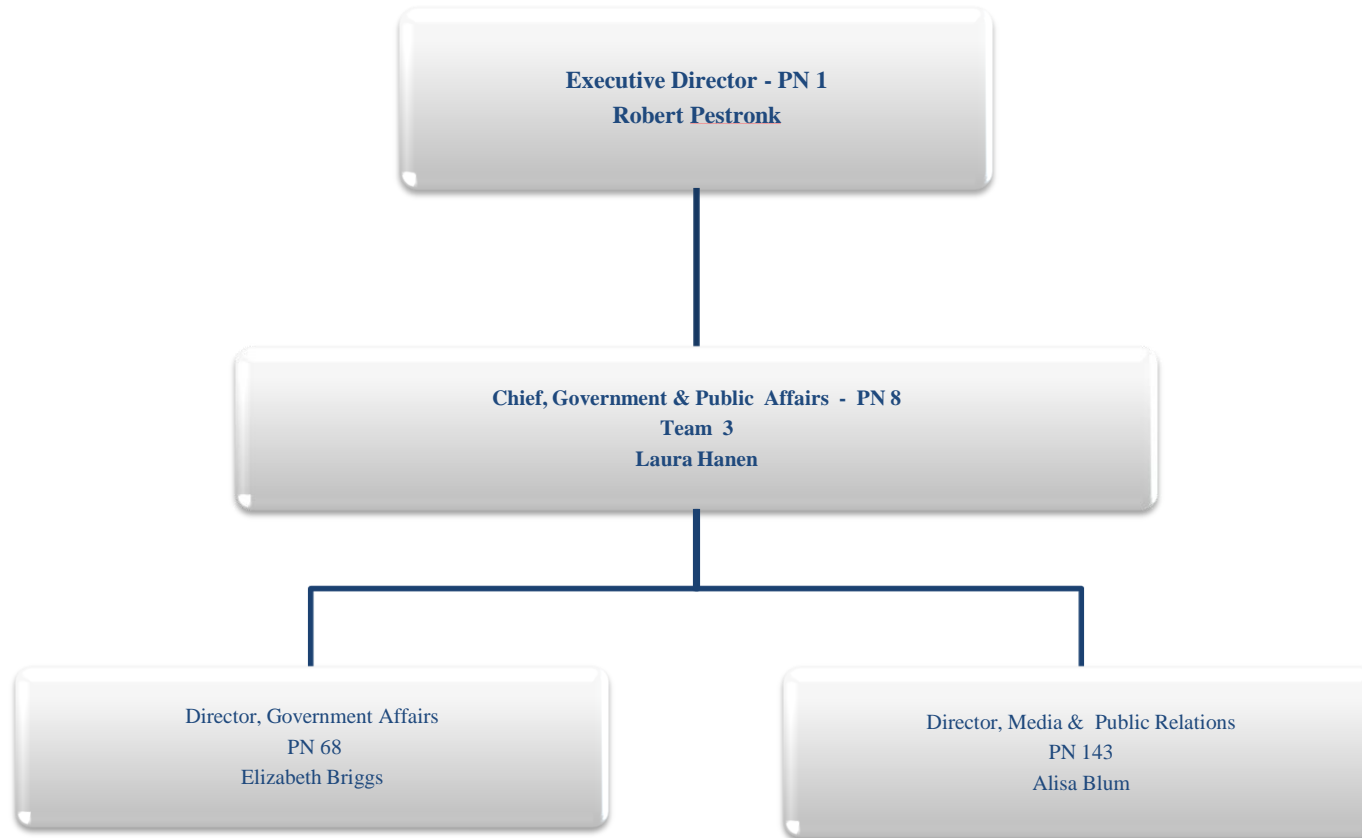 Executive Director - PN 1
Robert Pestronk
Chief, Government & Public Affairs - PN 8
Team 3
Laura Hanen
Director, Government Affairs
PN 68
Elizabeth Briggs
Director, Media & Public Relations
PN 143
Alisa Blum